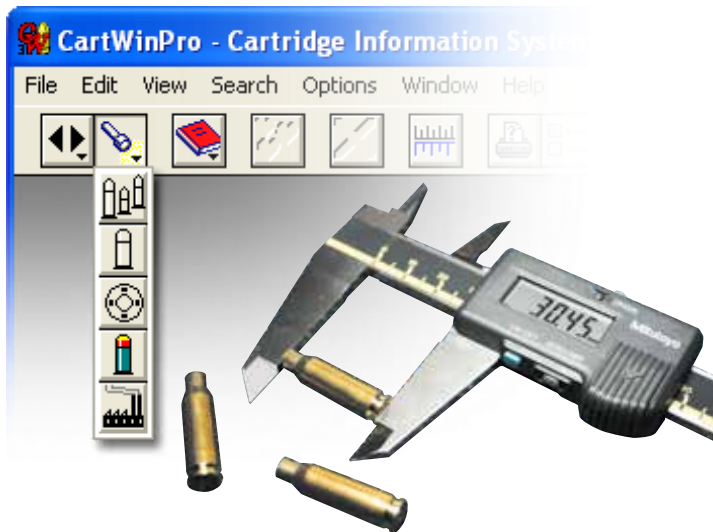 CartWinPro - Cartridge Information System
File Edit View Search Options Window Help
30.45
Mitutoyo